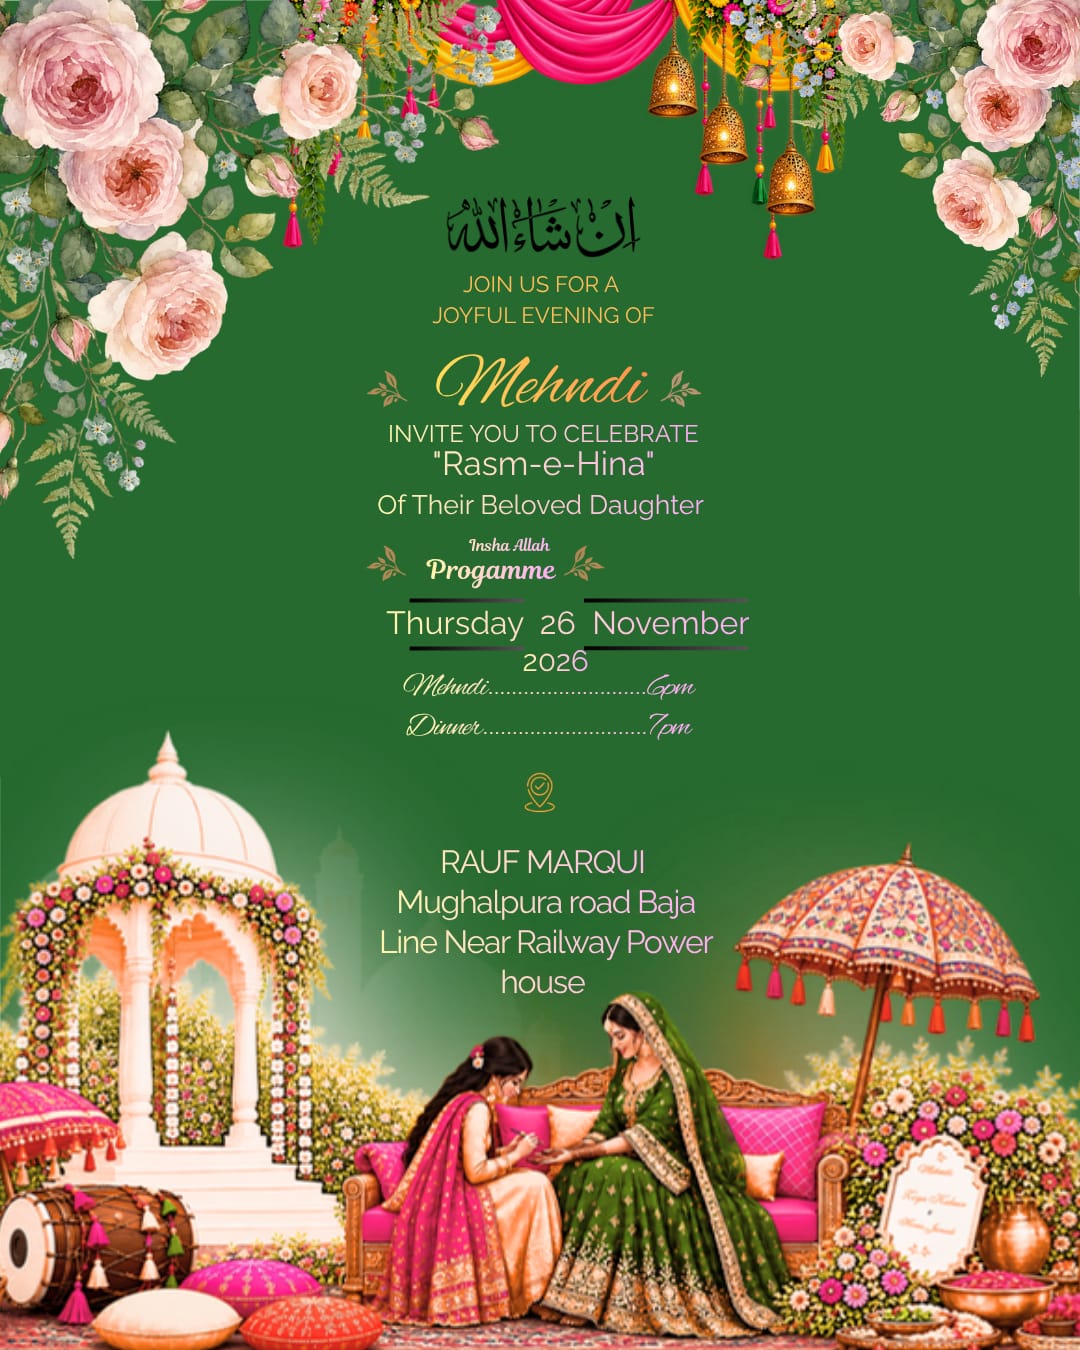 ان شاء الله
JOIN US FOR A
JOYFUL EVENING OF
Mehndi
INVITE YOU TO CELEBRATE
"Rasm-e-Hina"
Of Their Beloved Daughter
Insha Allah
Progamme
Thursday 26 November
2026
Mehndi...........................6pm
Dinner............................7pm
RAUF MARQUI
Mughalpura road Baja
Line Near Railway Power
house
Mehndi
&